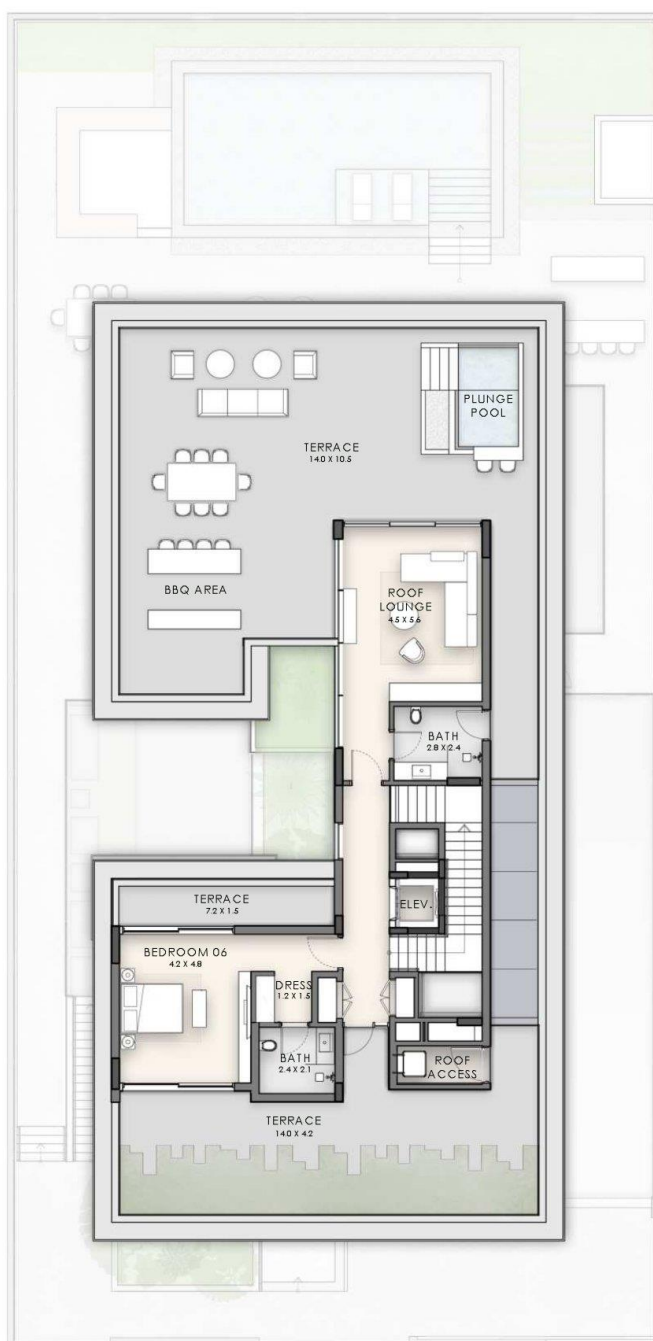 PLUNGE
POOL
TERRACE
14.0 X 10.5
BBQ AREA
ROOF
LOUNGE
4.5 X 5.6
BATH
2.8 X 2.4
ELEV.
TERRACE
7.2 X 1.5
BEDROOM 06
4.2 X 4.8
DRESS
1.2 X 1.5
BATH
2.4 X 2.1
ROOF
ACCESS
TERRACE
14.0 X 4.2